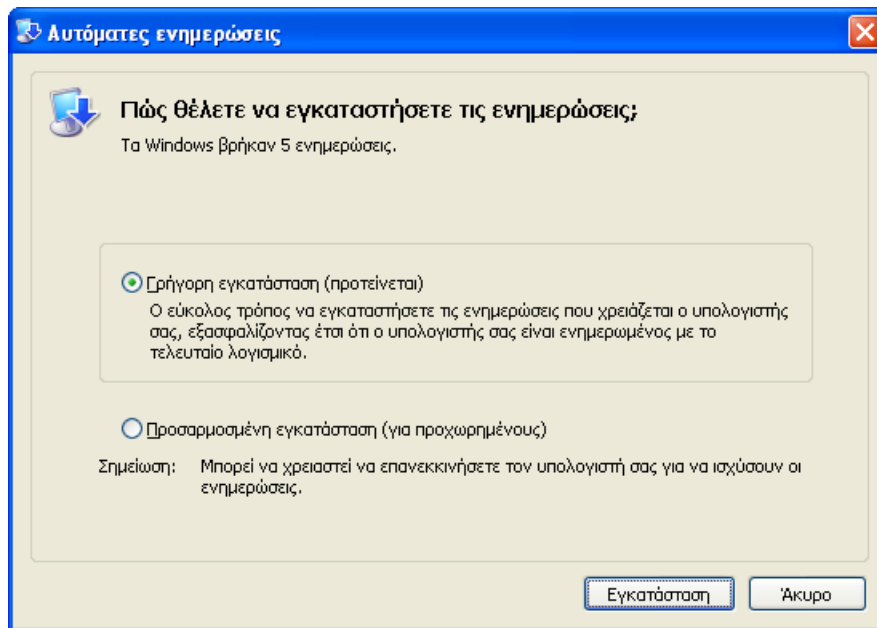 Αυτόματες ενημερώσεις
Πώς θέλετε να εγκαταστήσετε τις ενημερώσεις;
Τα Windows βρήκαν 5 ενημερώσεις.
Γρήγορη εγκατάσταση (προτείνεται)
Ο εύκολος τρόπος να εγκαταστήσετε τις ενημερώσεις που χρειάζεται ο υπολογιστής
σας, εξασφαλίζοντας έτσι ότι ο υπολογιστής σας είναι ενημερωμένος με το
τελευταίο λογισμικό.
Προσαρμοσμένη εγκατάσταση (για προχωρημένους)
Σημείωση: Μπορεί να χρειαστεί να επανεκκινήσετε τον υπολογιστή σας για να ισχύσουν οι
ενημερώσεις.
Εγκατάσταση Άκυρο